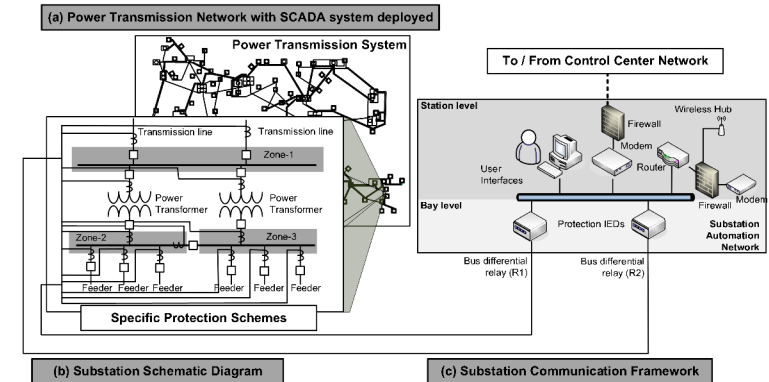 (a) Power Transmission Network with SCADA system deployed
Power Transmission System
Transmission line
Transmission line
Zone-1
Power
Transformer
Power
Transformer
Zone-2
Zone-3
Feeder Feeder Feeder
Feeder Feeder Feeder
Specific Protection Schemes
(b) Substation Schematic Diagram
To / From Control Center Network
Station level
Wireless Hub
Firewall
Modem
Router
User
Interfaces
Firewall
Modem
Bay level
Protection IEDs
Substation
Automation
Network
Bus differential
relay (R1)
Bus differential
relay (R2)
(c) Substation Communication Framework